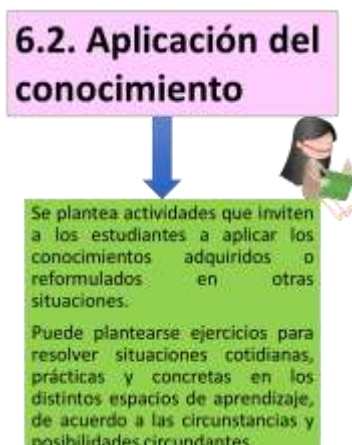 6.2. Aplicación del
conocimiento
Se plantea actividades que inviten
a los estudiantes a aplicar los
conocimientos adquiridos o
reformulados en otras
situaciones.
Puede plantearse ejercicios para
resolver situaciones cotidianas,
prácticas y concretas en los
distintos espacios de aprendizaje,
de acuerdo a las circunstancias y
posibilidades circundantes